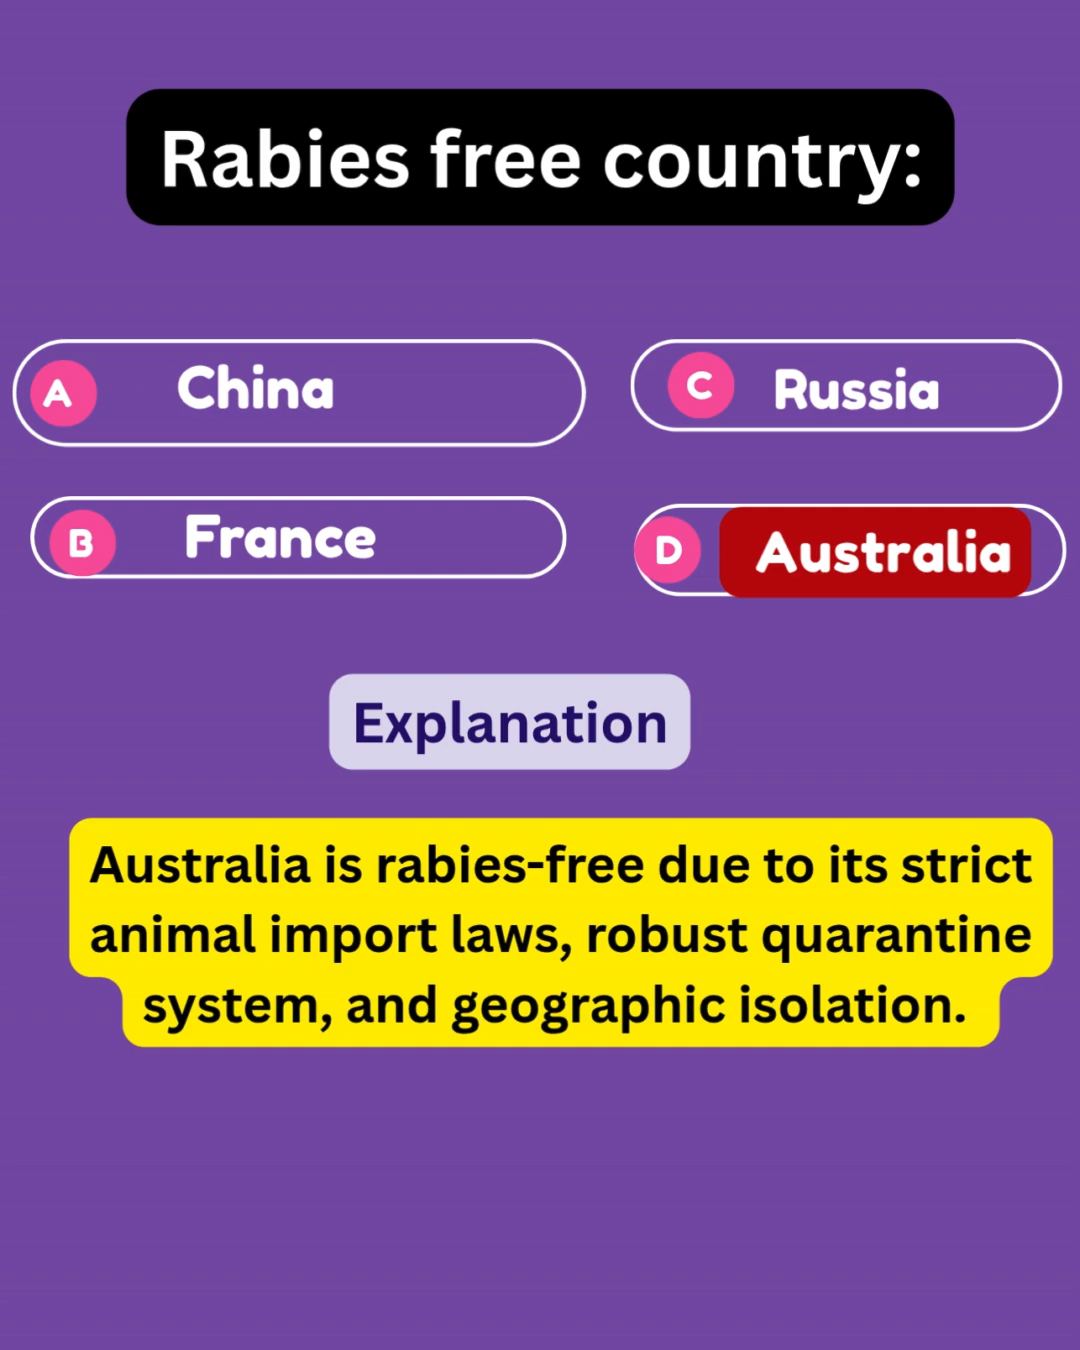 Rabies free country:
A China
B France
C Russia
D Australia
Explanation
Australia is rabies-free due to its strict
animal import laws, robust quarantine
system, and geographic isolation.